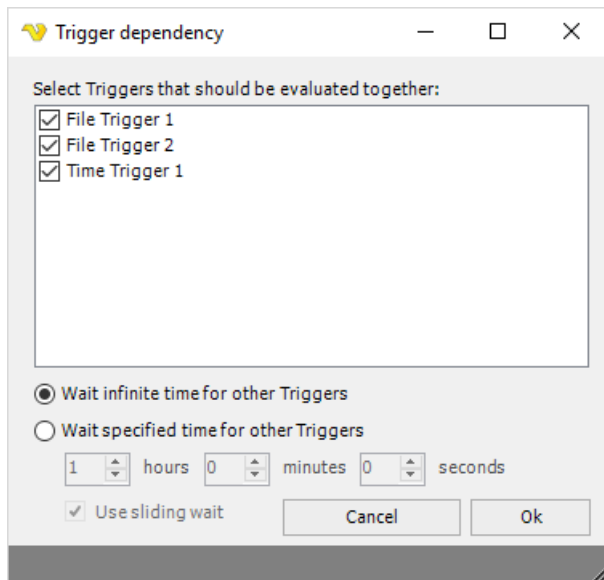 Trigger dependency
Select Triggers that should be evaluated together:
File Trigger 1
File Trigger 2
Time Trigger 1
Wait infinite time for other Triggers
Wait specified time for other Triggers
1 hours 0 minutes 0 seconds
Use sliding wait Cancel Ok